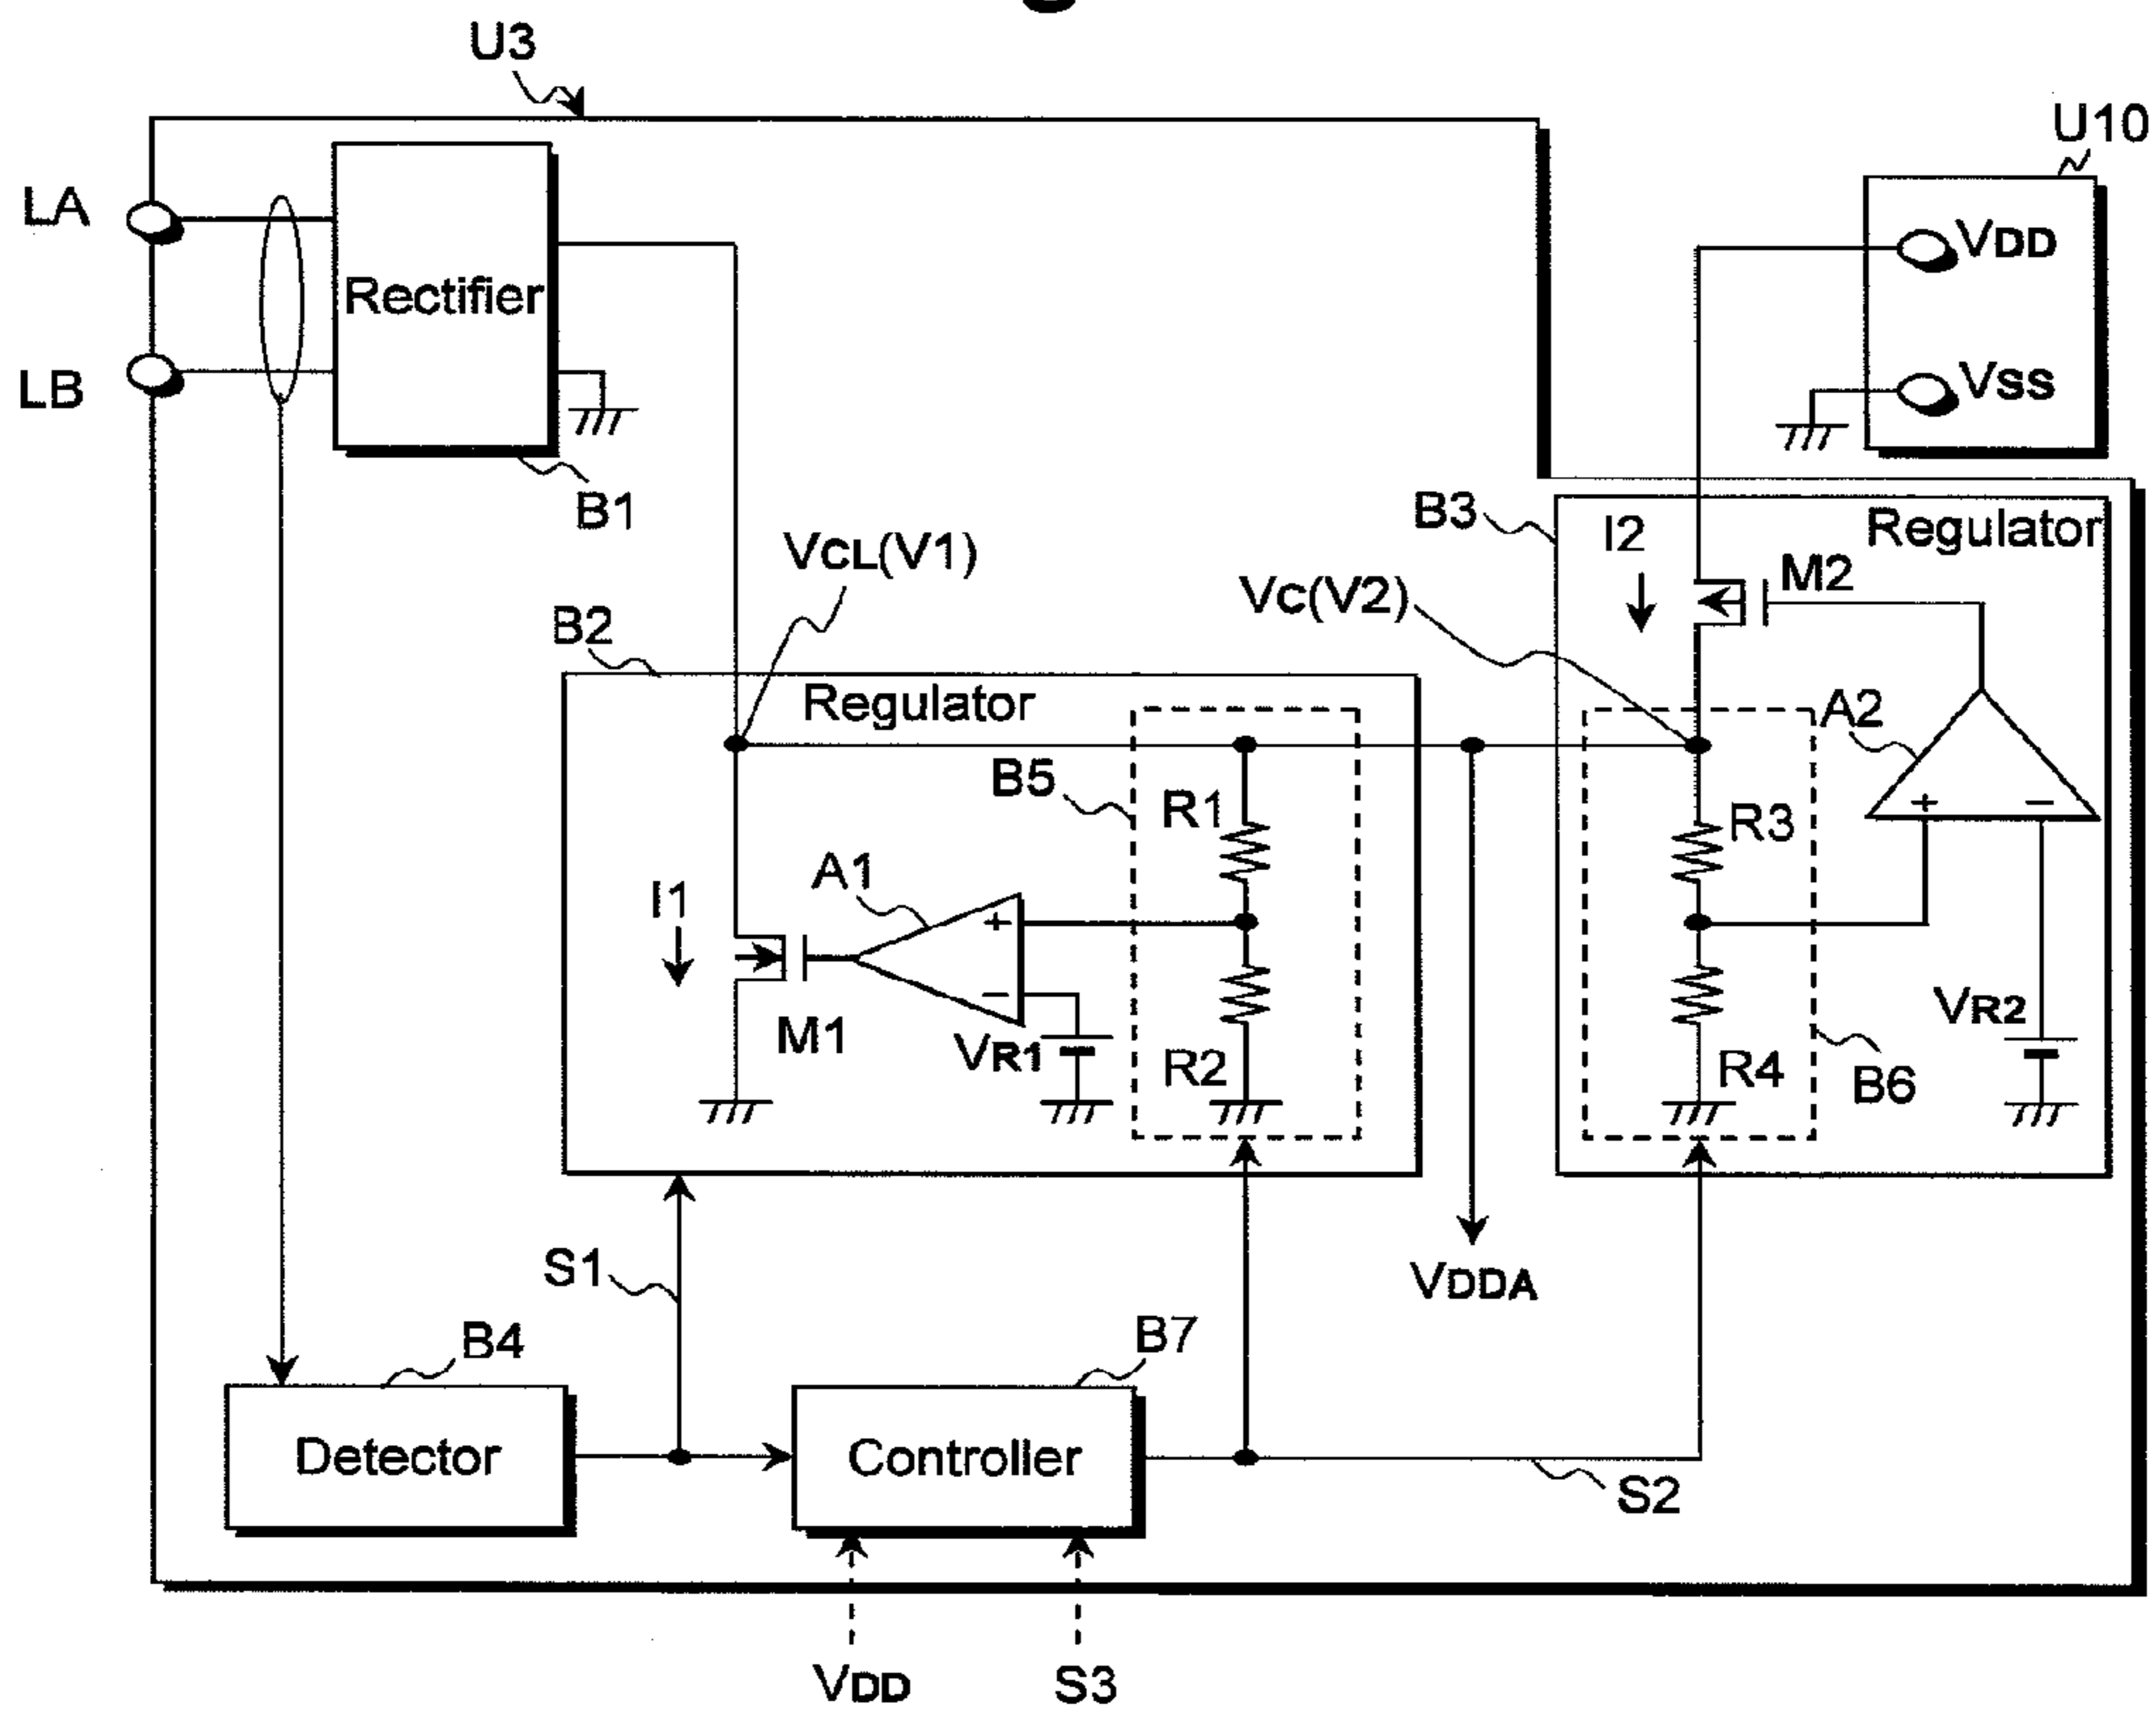 U3
U10
LA
VDD
Rectifier
LB
VSS
B1
B3
I2
Regulator
VCL(V1)
M2
VC(V2)
B2
Regulator
A2
B5
R1
+
−
R3
A1
I1
+
−
VR2
M1
VR1
R2
R4
B6
S1
VDDA
B4
B7
Detector
Controller
S2
VDD
S3